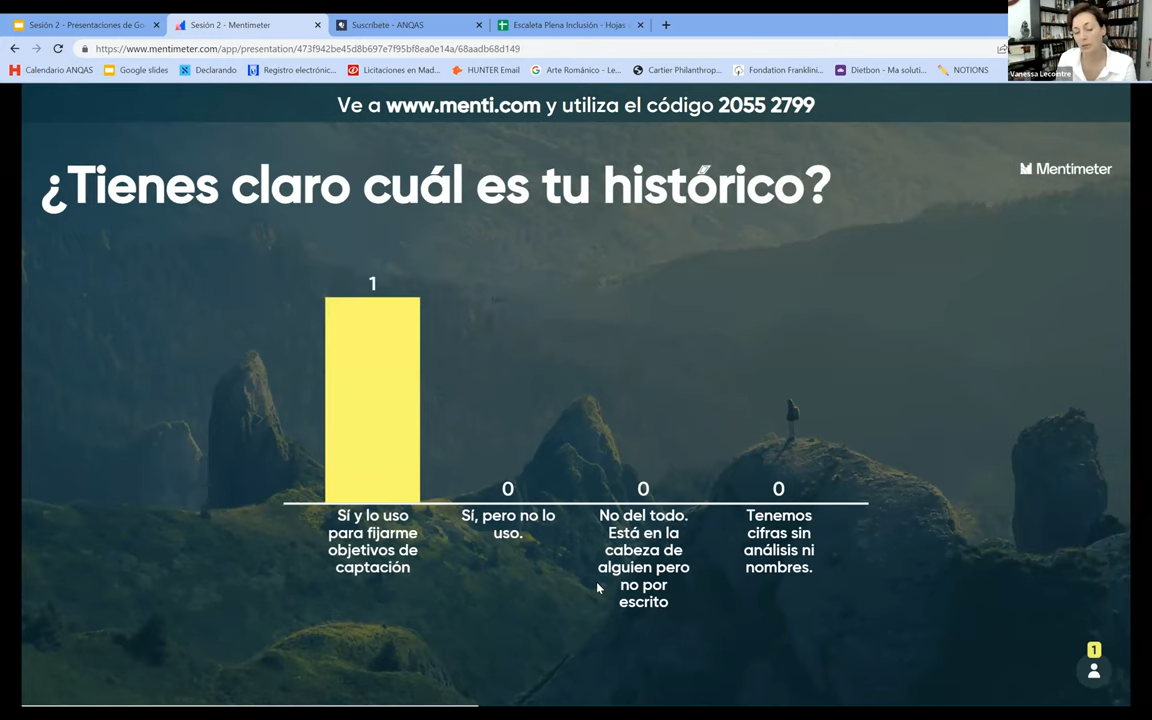 Sesión 2 - Presentaciones de Go
Sesión 2 - Mentimeter
Suscríbete - ANQAS
Escaleta Plena Inclusión - Hojas
https://www.mentimeter.com/app/presentation/473f942be45d8b697e7f95bf8ea0e14a/68aadb68d149
Calendario ANQAS
Google slides
Declarando
Registro electrónic...
Licitaciones en Mad...
HUNTER Email
Arte Románico - Le...
Cartier Philanthrop...
Fondation Franklini...
Dietbon - Ma soluti...
NOTIONS
Vanessa Lecointre
Ve a www.menti.com y utiliza el código 2055 2799
¿Tienes claro cuál es tu histórico?
Mentimeter
1
0
0
0
Sí y lo uso
para fijarme
objetivos de
captación
Sí, pero no lo
uso.
No del todo.
Está en la
cabeza de
alguien pero
no por
escrito
Tenemos
cifras sin
análisis ni
nombres.
1